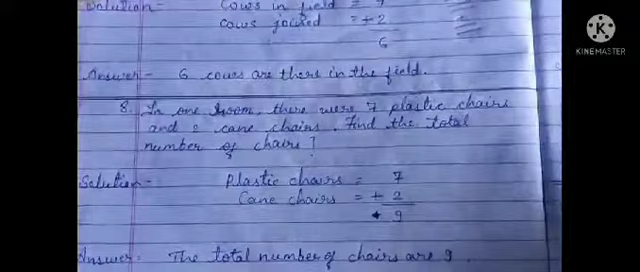 Solution- Cows in field = 4
Cows joined = + 2
6
Answer- 6 cows are there in the field.
8. In one room, there were 7 plastic chairs
and 2 cane chairs. Find the total
number of chairs?
Solution- Plastic chairs = 7
Cane chairs = + 2
9
Answer: The total number of chairs are 9.
KINEMASTER